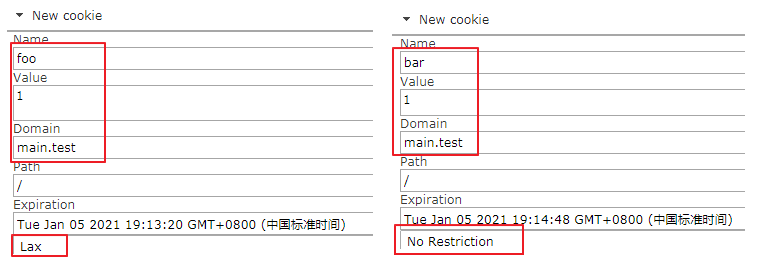 New cookie
Name
foo
Value
1
Domain
main.test
Path
/
Expiration
Tue Jan 05 2021 19:13:20 GMT+0800 (中国标准时间)
Lax
New cookie
Name
bar
Value
1
Domain
main.test
Path
/
Expiration
Tue Jan 05 2021 19:14:48 GMT+0800 (中国标准时间)
No Restriction